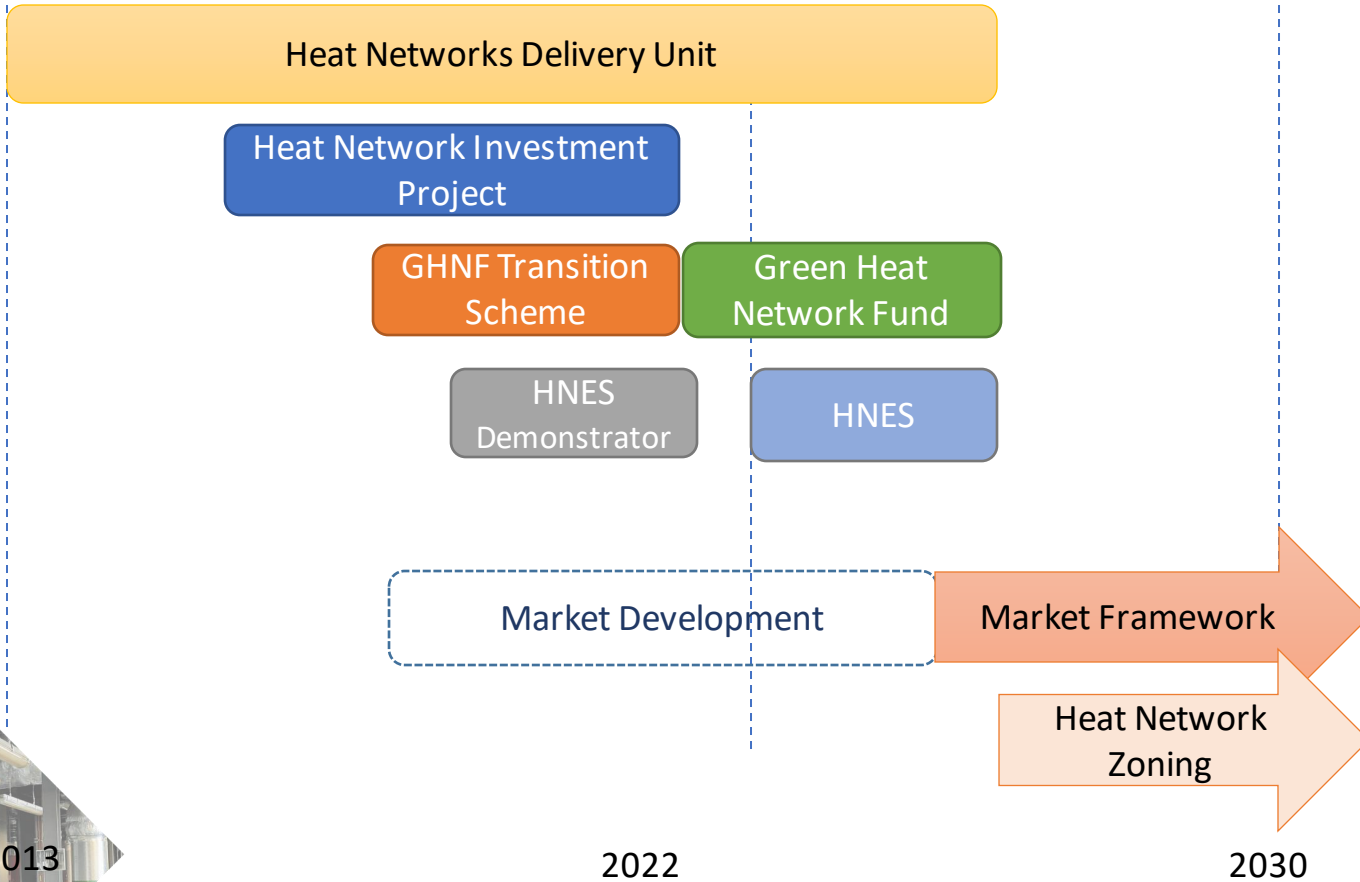 Heat Networks Delivery Unit
Heat Network Investment
Project
GHNF Transition
Scheme
Green Heat
Network Fund
HNES
Demonstrator
HNES
Market Development
Market Framework
Heat Network
Zoning
013
2022
2030